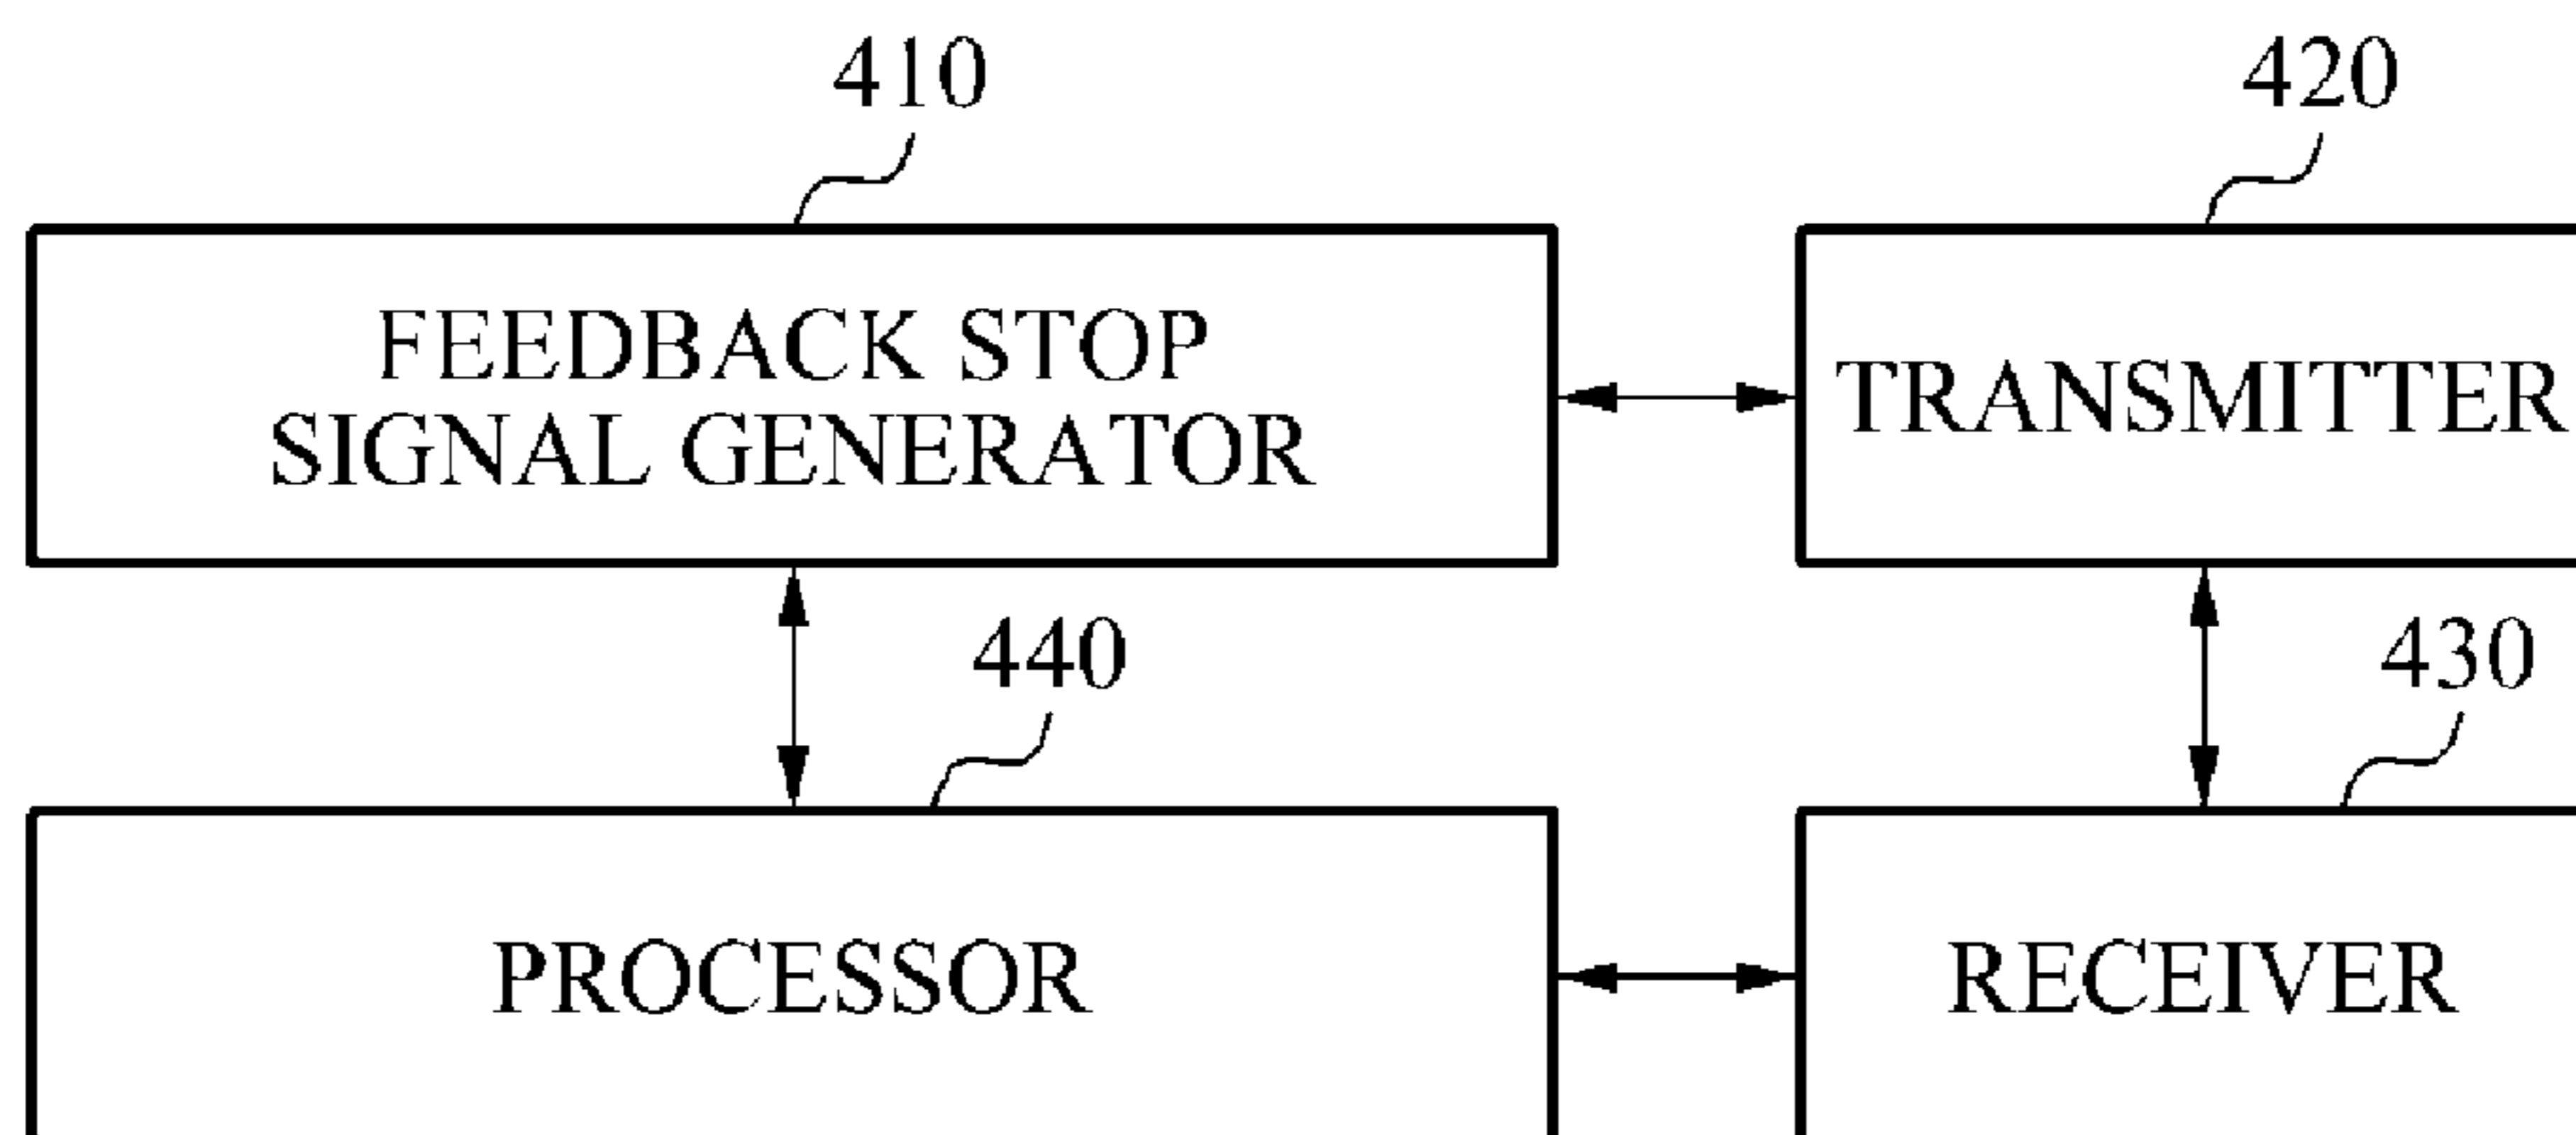 410
420
FEEDBACK STOP
SIGNAL GENERATOR
TRANSMITTER
440
430
PROCESSOR
RECEIVER